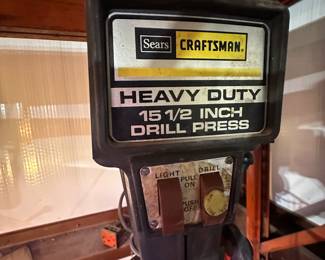 Sears CRAFTSMAN®
HEAVY DUTY
15 1/2 INCH
DRILL PRESS
LIGHT DRILL
PULL
ON
PUSH
OFF